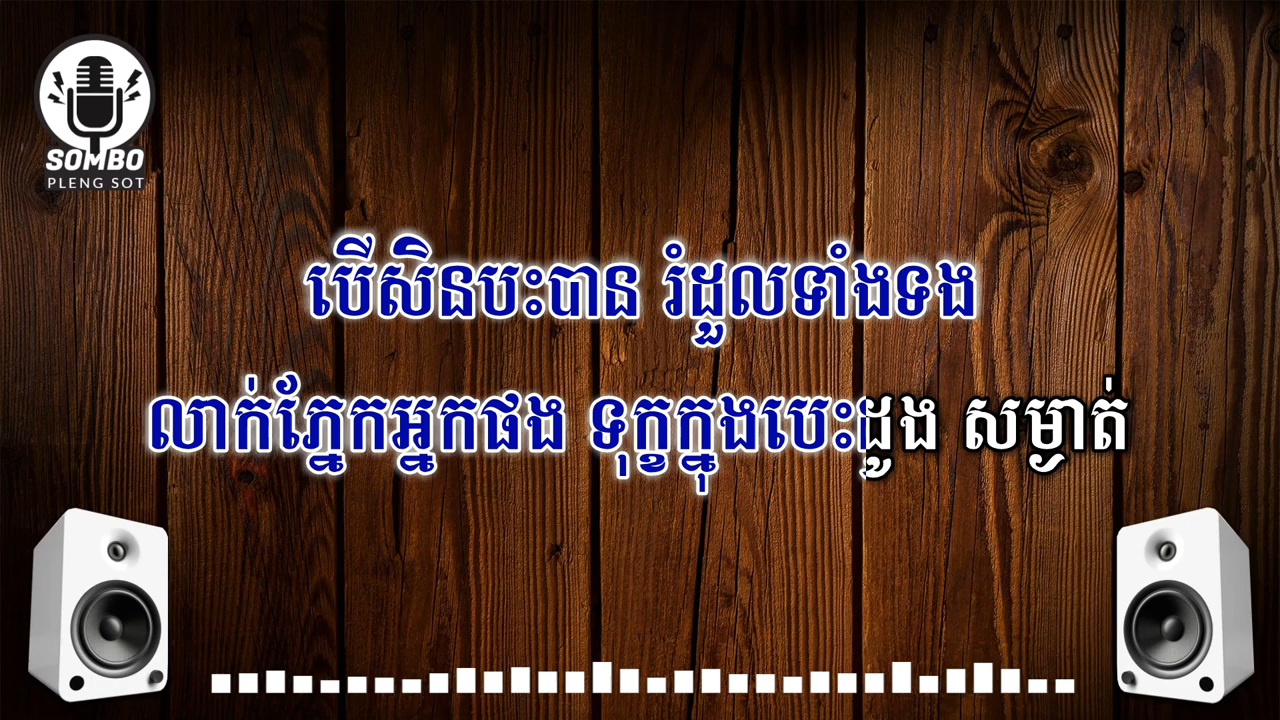 SOMBO
PLENG SOT
បើសិនបះបាន រំដួលទាំងទង
លាក់ភ្នែកអ្នកផង ទុក្ខក្នុងបេះដូង សម្ងាត់